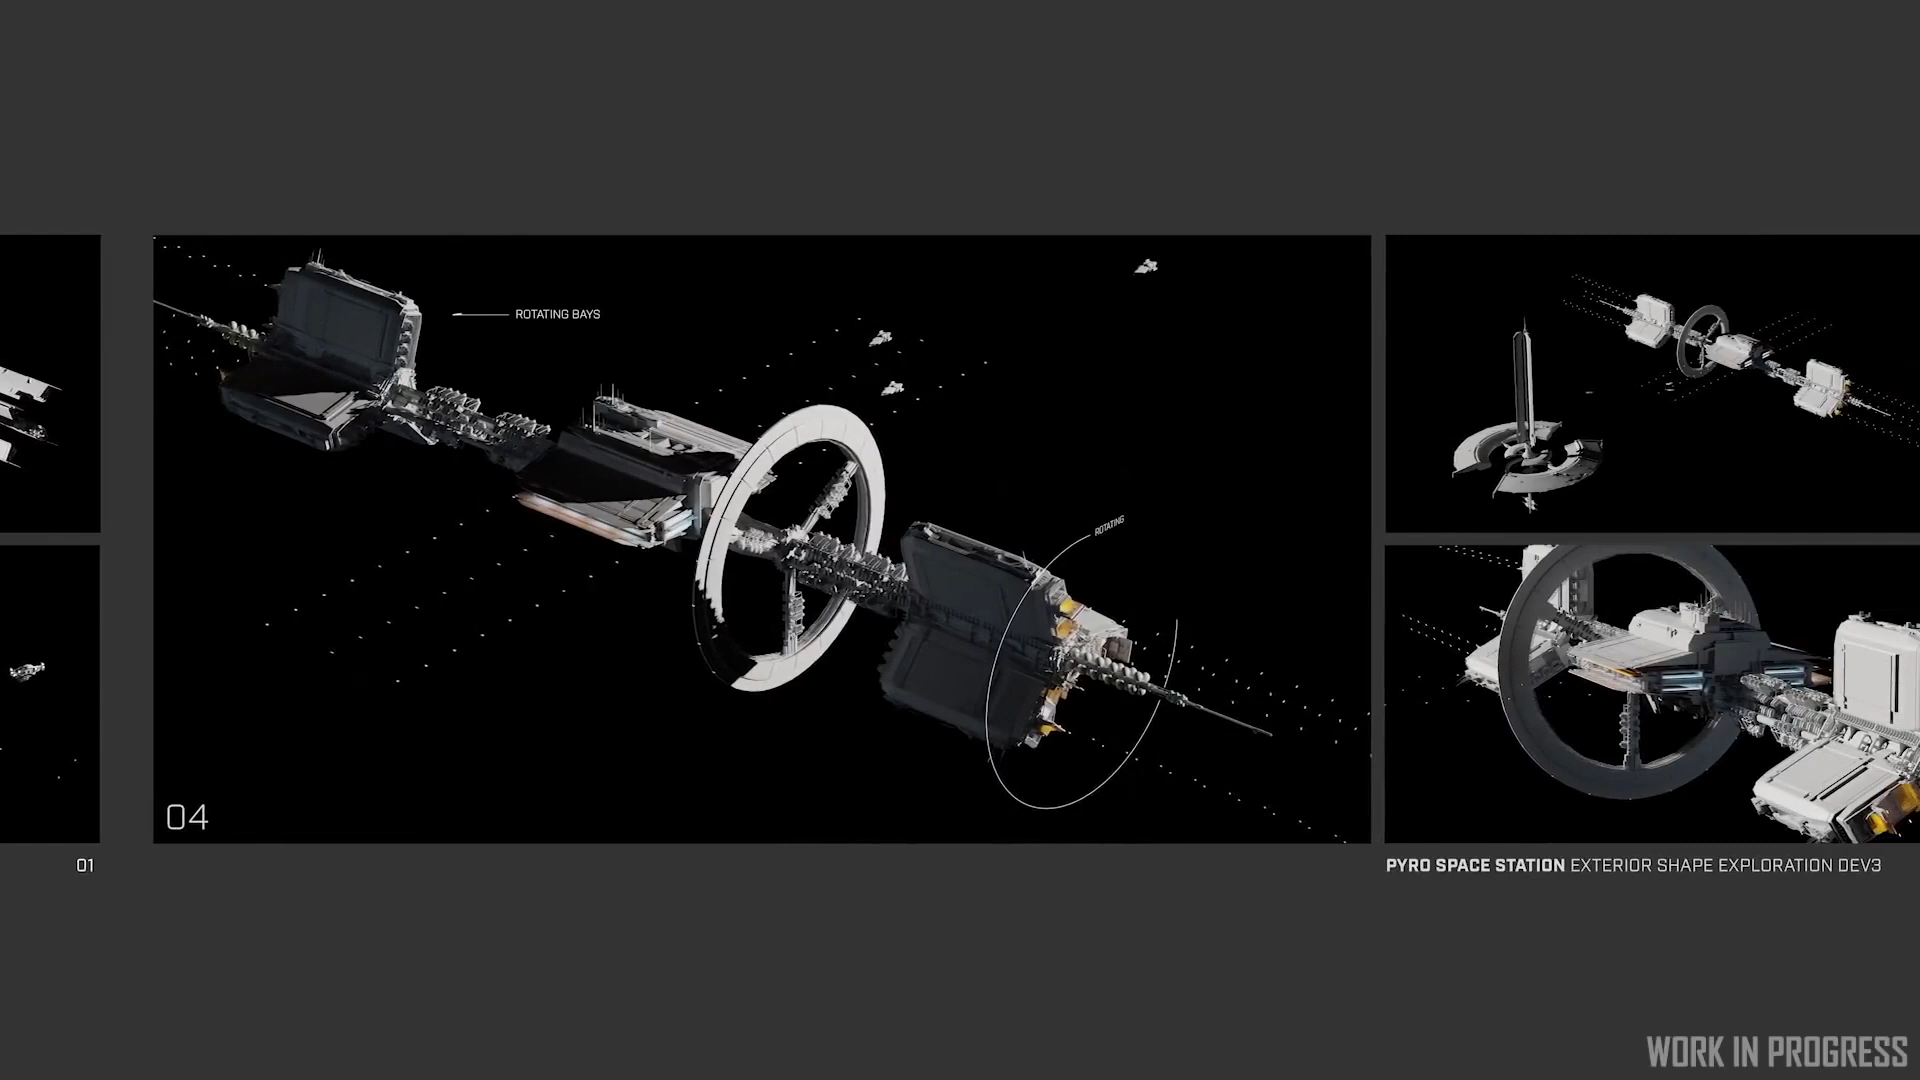 ROTATING BAYS
ROTATING
04
01
PYRO SPACE STATION EXTERIOR SHAPE EXPLORATION DEV3
WORK IN PROGRESS